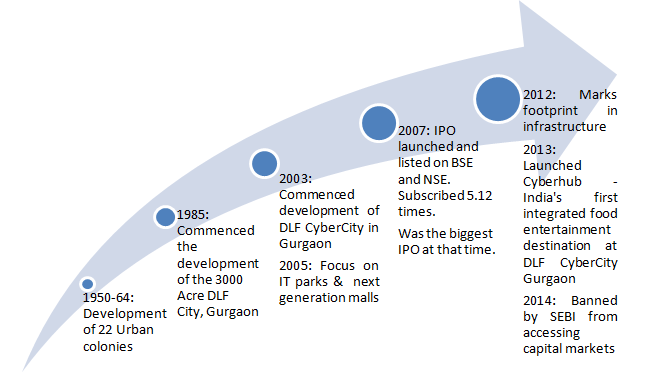 1950-64:
Development
of 22 Urban
colonies
1985:
Commenced
the
development
of the 3000
Acre DLF
City, Gurgaon
2003:
Commenced
development of
DLF CyberCity in
Gurgaon
2005: Focus on
IT parks & next
generation malls
2007: IPO
launched and
listed on BSE
and NSE.
Subscribed 5.12
times.
Was the biggest
IPO at that time.
2012: Marks
footprint in
infrastructure
2013:
Launched
Cyberhub -
India's first
integrated food
entertainment
destination at
DLF CyberCity
Gurgaon
2014: Banned
by SEBI from
accessing
capital markets